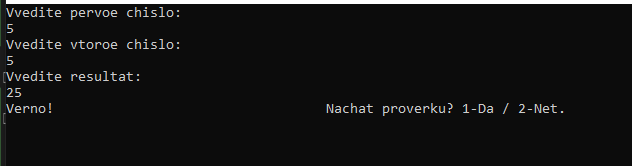 Vvedite pervoe chislo:
5
Vvedite vtoroe chislo:
5
Vvedite resultat:
25
Verno! Nachat proverku? 1-Da / 2-Net.